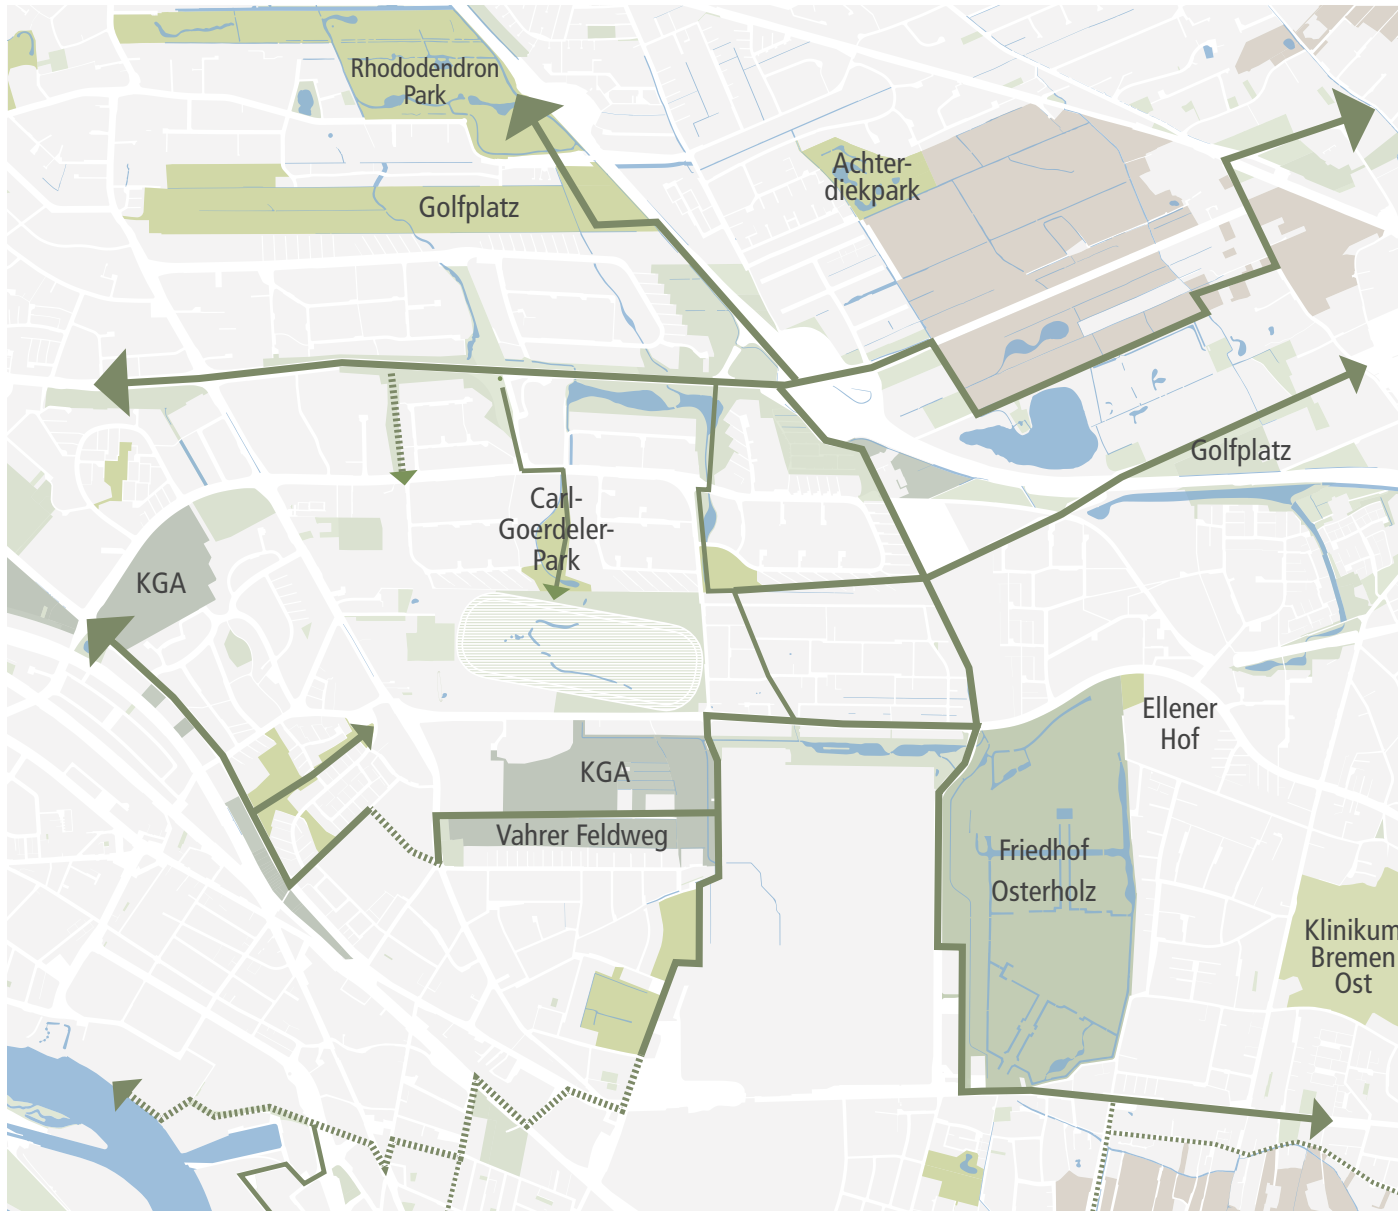 Rhododendron
Park
Achter-
diekpark
Golfplatz
Golfplatz
Carl-
Goerdeler-
Park
KGA
Ellener
Hof
KGA
Vahrer Feldweg
Friedhof
Osterholz
Klinikum
Bremen
Ost